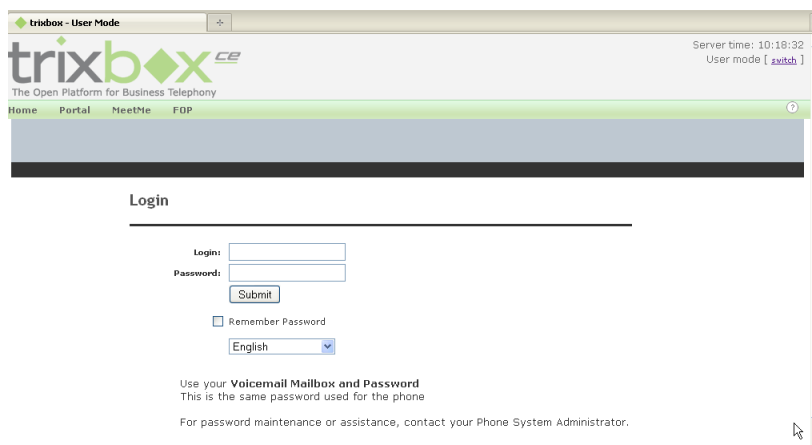 trixbox - User Mode
trixbox ce
The Open Platform for Business Telephony
Server time: 10:18:32
User mode [ switch ]
Home Portal MeetMe FOP ?
Login
Login:
Password:
Submit
Remember Password
English
Use your Voicemail Mailbox and Password
This is the same password used for the phone
For password maintenance or assistance, contact your Phone System Administrator.